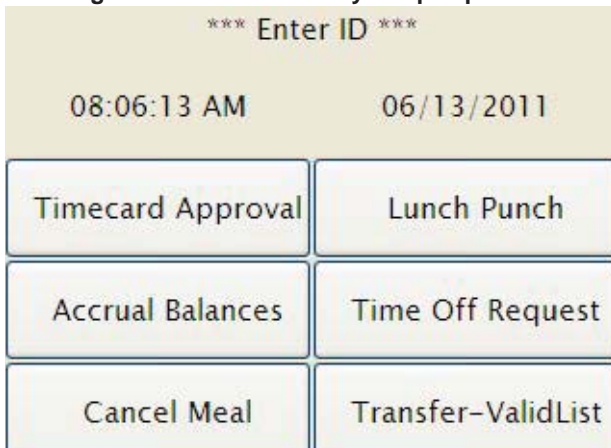 *** Enter ID ***
08:06:13 AM 06/13/2011
Timecard Approval Lunch Punch
Accrual Balances Time Off Request
Cancel Meal Transfer-ValidList